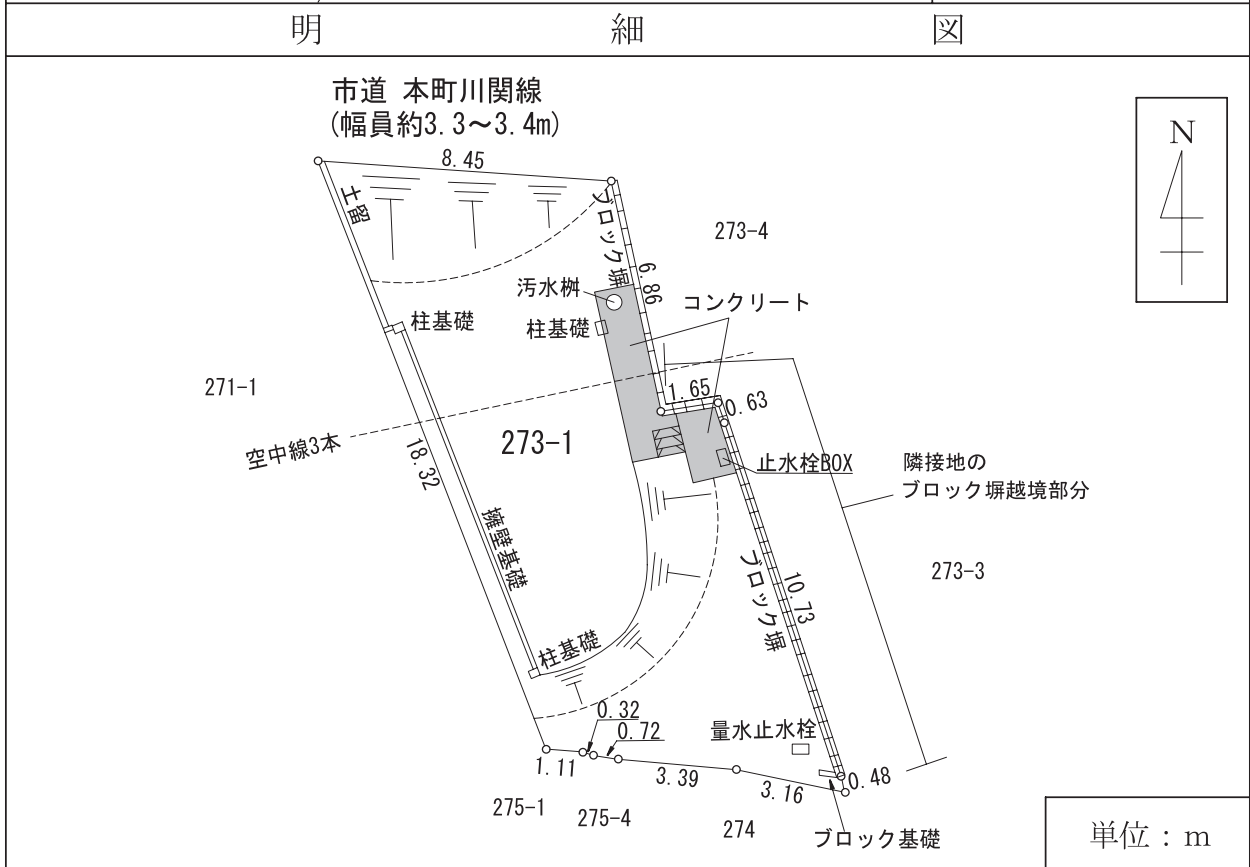 明細図
市道 本町川関線
(幅員約3.3～3.4m)
N
8.45
土留
ブロック塀
273-4
6.86
汚水桝
コンクリート
柱基礎
柱基礎
271-1
1.65
0.63
空中線3本
18.32
273-1
止水栓BOX
隣接地の
ブロック塀越境部分
擁壁基礎
273-3
ブロック塀
10.73
柱基礎
0.32
0.72
量水止水栓
1.11
3.39
3.16
0.48
275-1
275-4
274
ブロック基礎
単位：m